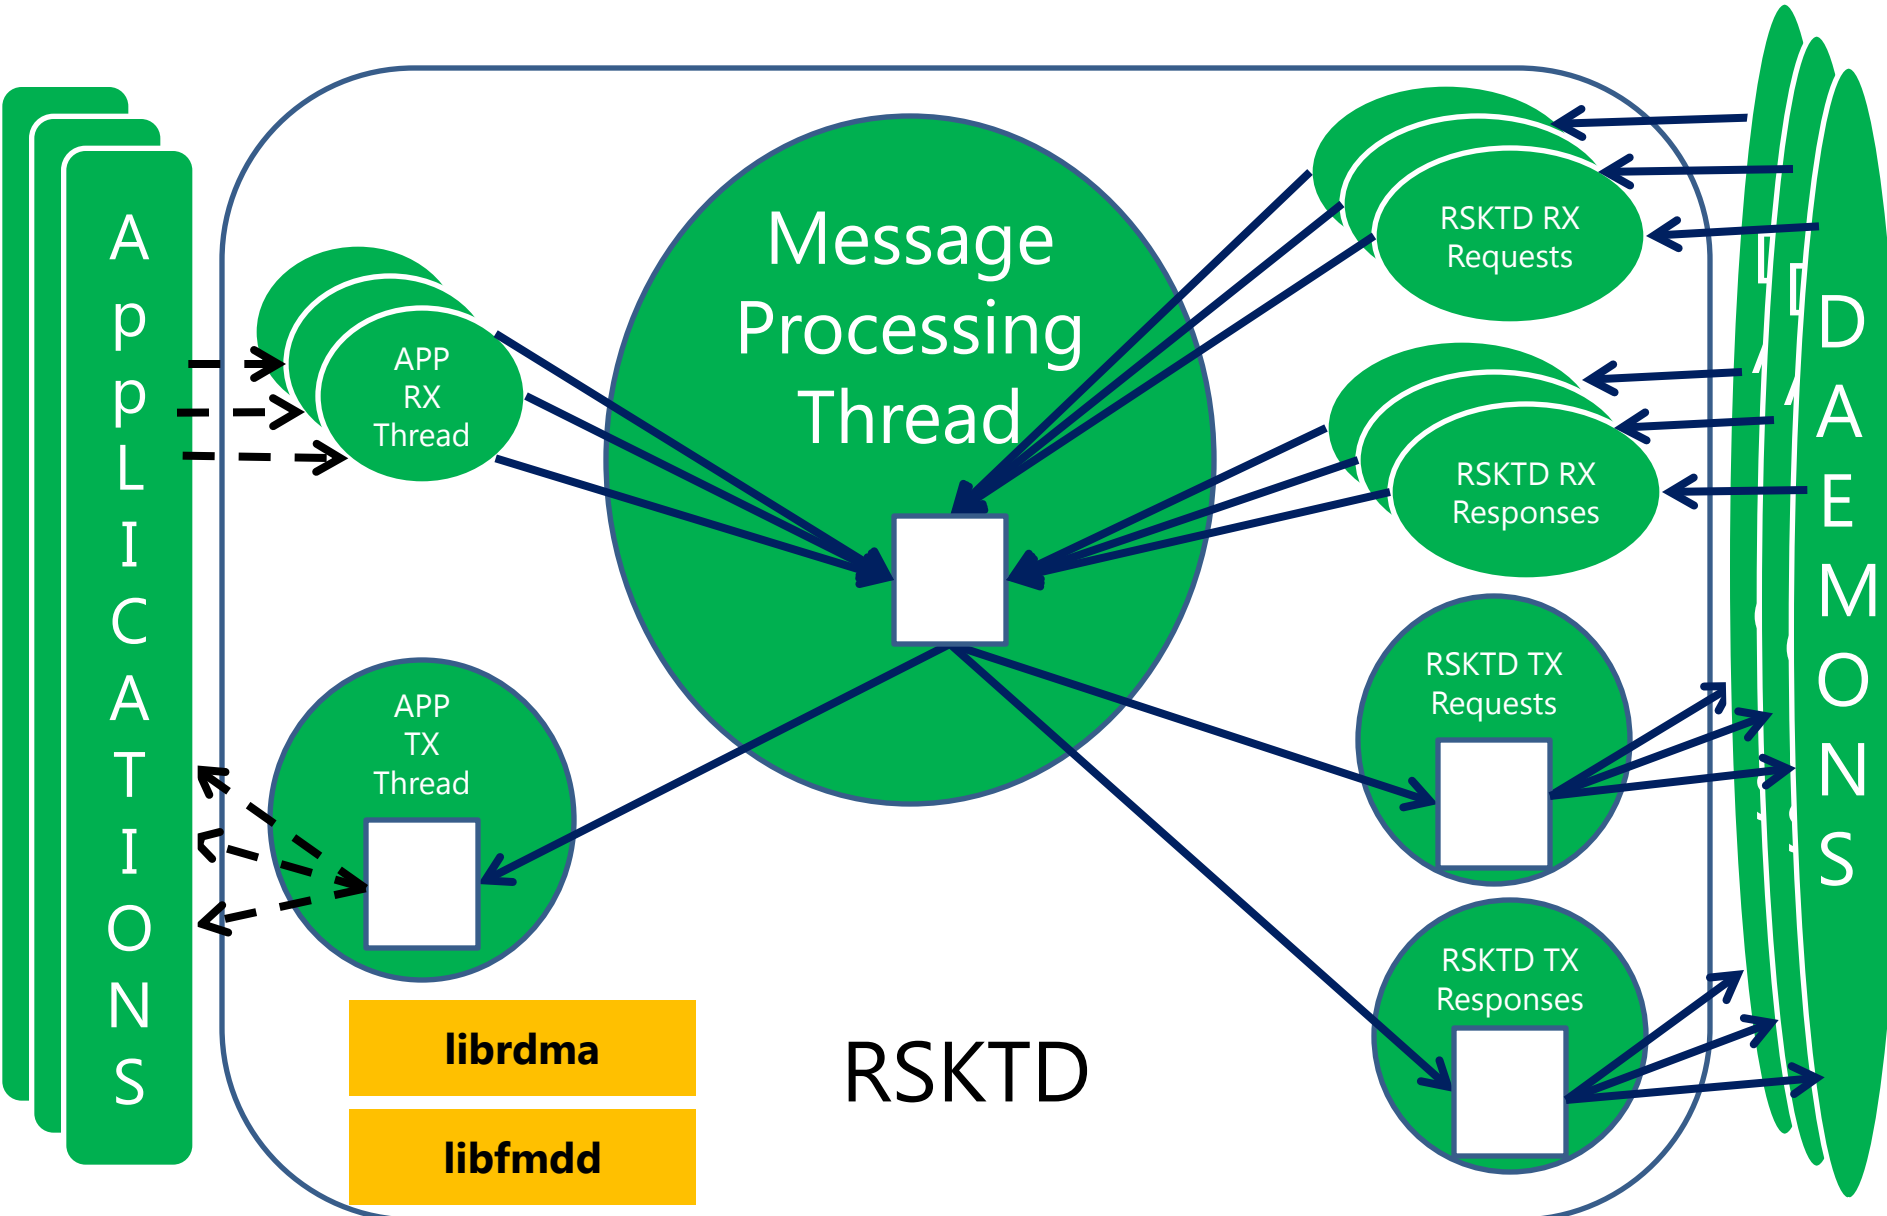 AppLICATIONS
APP
RX
Thread
APP
TX
Thread
Message
Processing
Thread
RSKTD RX
Requests
RSKTD RX
Responses
RSKTD TX
Requests
RSKTD TX
Responses
DAEMONS
librdma
libfmdd
RSKTD